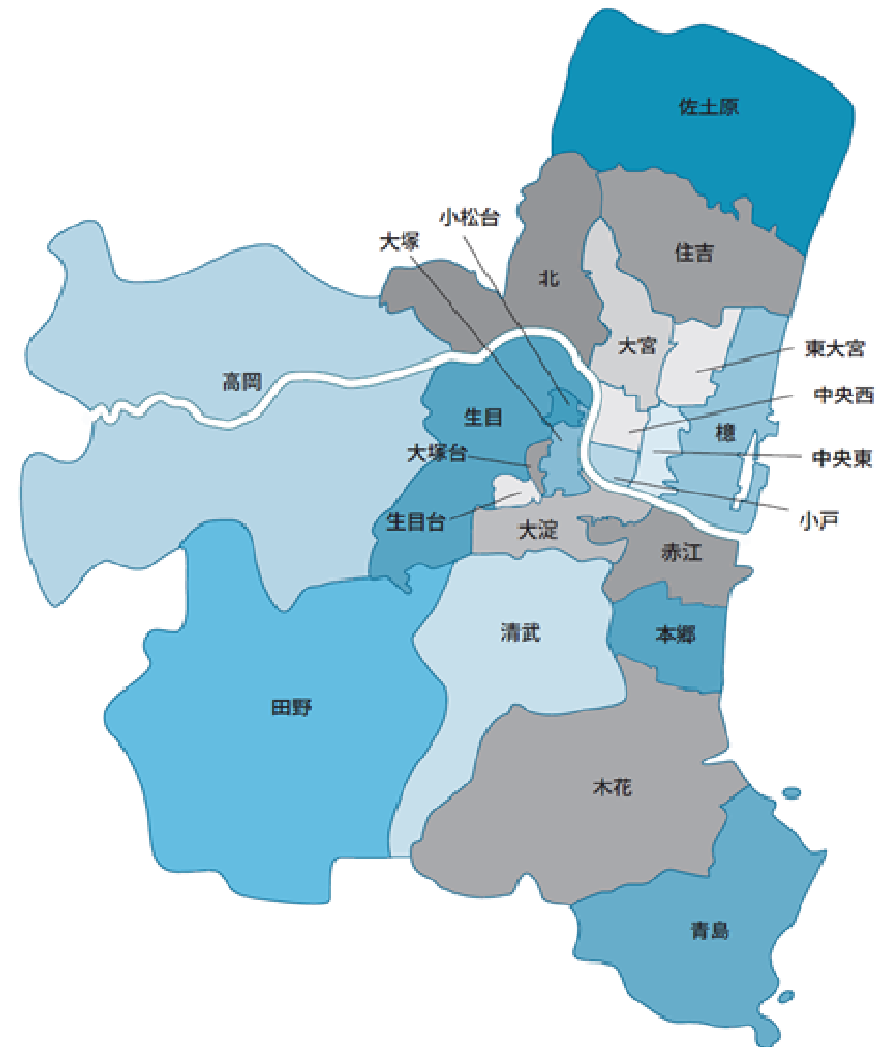 佐土原
小松台
大塚
住吉
北
大宮
東大宮
高岡
中央西
生目
檍
大塚台
中央東
生目台
小戸
大淀
赤江
清武
本郷
田野
木花
青島